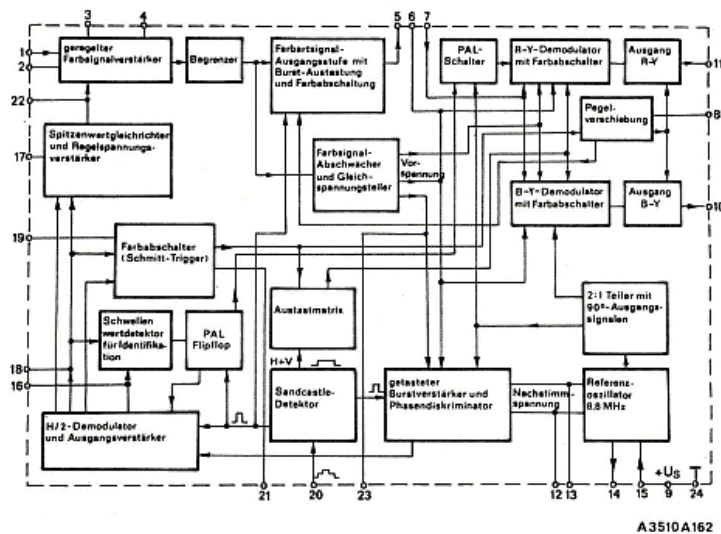 3 4 5 6 7
1
2
geregelter
Farbsignalverstärker
Begrenzer
Farbartsignal-
Ausgangsstufe mit
Burst-Austastung
und Farbabschaltung
PAL-
Schalter
R-Y-Demodulator
mit Farbabschalter
Ausgang
R-Y
11
22
Pegel-
verschiebung
8
17
Spitzenwertgleichrichter
und Regelspannungs-
verstärker
Farbsignal-
Abschwächer
und Gleich-
spannungsteiler
Vor-
spannung
B-Y-Demodulator
mit Farbabschalter
Ausgang
B-Y
10
19
Farbabschalter
(Schmitt-Trigger)
Austastmatrix
2:1 Teiler mit
90°-Ausgangs-
signalen
Schwellen
wertdetektor
für Identifika-
tion
PAL
Flipflop
H+V
18
16
Sandcastle-
Detektor
getasteter
Burstverstärker und
Phasendiskriminator
Nachstimm-
spannung
Referenz-
oszillator
8,8 MHz
H/2-Demodulator
und Ausgangsverstärker
+US
21 20 23 12 13 14 15 9 24
A3510A162